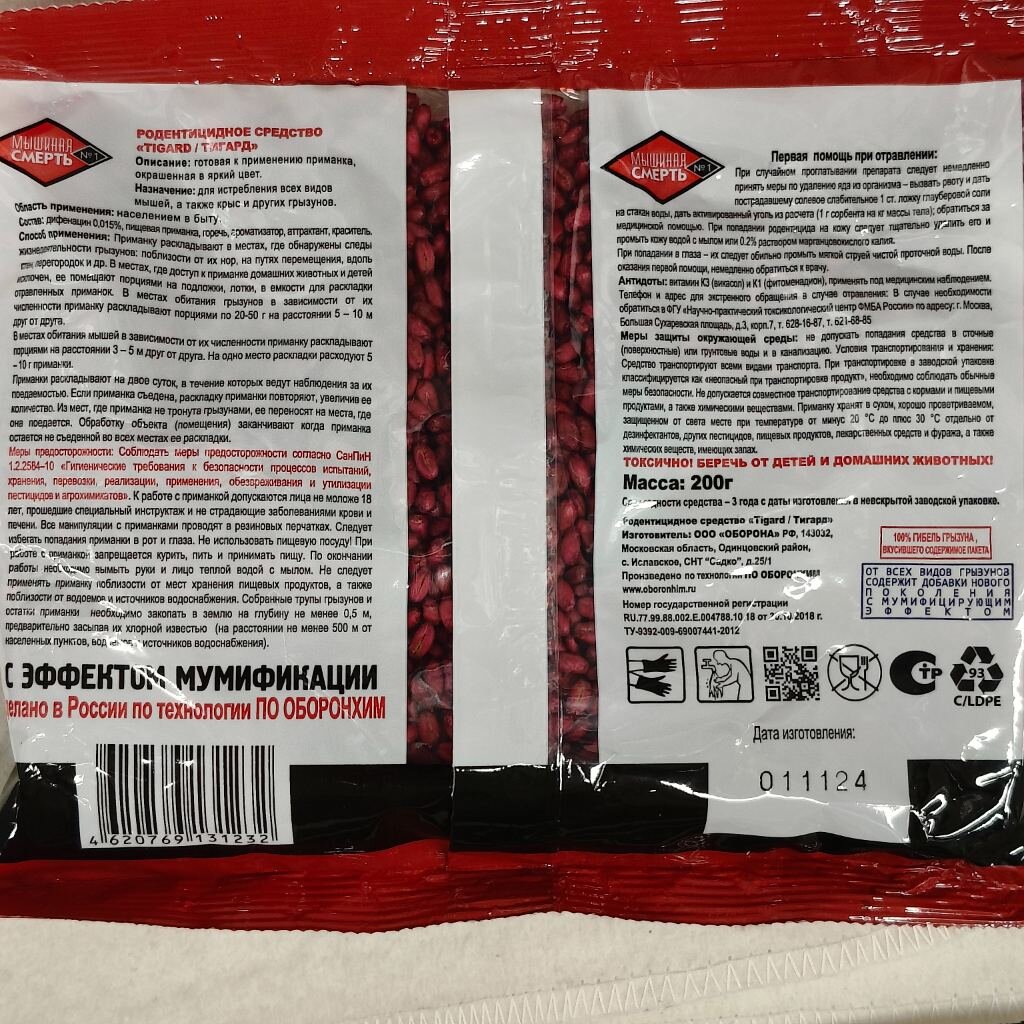 МЫШИНАЯ
СМЕРТЬ №1
РОДЕНТИЦИДНОЕ СРЕДСТВО
«TIGARD / ТИГАРД»
Описание: готовая к применению приманка,
окрашенная в яркий цвет.
Назначение: для истребления всех видов
мышей, а также крыс и других грызунов.
Область применения: населением в быту.
Состав: дифенацин 0,015%, пищевая приманка, горечь, ароматизатор, аттрактант, краситель.
Способ применения: Приманку раскладывают в местах, где обнаружены следы
жизнедеятельности грызунов: поблизости от их нор, на путях перемещения, вдоль
стен, перегородок и др. В местах, где доступ к приманке домашних животных и детей
исключен, ее помещают порциями на подложки, лотки, в емкости для раскладки
отравленных приманок. В местах обитания грызунов в зависимости от их
численности приманку раскладывают порциями по 20-50 г на расстоянии 5 – 10 м
друг от друга.
В местах обитания мышей в зависимости от их численности приманку раскладывают
порциями на расстоянии 3 – 5 м друг от друга. На одно место раскладки расходуют 5
– 10 г приманки.
Приманки раскладывают на двое суток, в течение которых ведут наблюдения за их
поедаемостью. Если приманка съедена, раскладку приманки повторяют, увеличив ее
количество. Из мест, где приманка не тронута грызунами, ее переносят на места, где
она поедается. Обработку объекта (помещения) заканчивают когда приманка
остается не съеденной во всех местах ее раскладки.
Меры предосторожности: Соблюдать меры предосторожности согласно СанПиН
1.2.2584–10 «Гигиенические требования к безопасности процессов испытаний,
хранения, перевозки, реализации, применения, обезвреживания и утилизации
пестицидов и агрохимикатов». К работе с приманкой допускаются лица не моложе 18
лет, прошедшие специальный инструктаж и не страдающие заболеваниями крови и
печени. Все манипуляции с приманками проводят в резиновых перчатках. Следует
избегать попадания приманки в рот и глаза. Не использовать пищевую посуду! При
работе с приманкой запрещается курить, пить и принимать пищу. По окончании
работы необходимо вымыть руки и лицо теплой водой с мылом. Не следует
применять приманку поблизости от мест хранения пищевых продуктов, а также
поблизости от водоемов и источников водоснабжения. Собранные трупы грызунов и
остатки приманки необходимо закопать в землю на глубину не менее 0,5 м,
предварительно засыпав их хлорной известью (на расстоянии не менее 500 м от
населенных пунктов, водоемов и источников водоснабжения).
С ЭФФЕКТОМ МУМИФИКАЦИИ
елано в России по технологии ПО ОБОРОНХИМ
4 620769 131232
МЫШИНАЯ
СМЕРТЬ №1
Первая помощь при отравлении:
При случайном проглатывании препарата следует немедленно
принять меры по удалению яда из организма – вызвать рвоту и дать
пострадавшему солевое слабительное 1 ст. ложку глауберовой соли
на стакан воды, дать активированный уголь из расчета (1 г сорбента на кг массы тела); обратиться за
медицинской помощью. При попадании родентицида на кожу следует тщательно удалить его и
промыть кожу водой с мылом или 0.2% раствором марганцовокислого калия.
При попадании в глаза – их следует обильно промыть мягкой струей чистой проточной воды. После
оказания первой помощи, немедленно обратиться к врачу.
Антидоты: витамин К3 (викасол) и К1 (фитоменадион), применять под медицинским наблюдением.
Телефон и адрес для экстренного обращения в случае отравления: В случае необходимости
обратиться в ФГУ «Научно-практический токсикологический центр ФМБА России» по адресу: г. Москва,
Большая Сухаревская площадь, д.3, корп.7, т. 628-16-87, т. 621-68-85
Меры защиты окружающей среды: не допускать попадания средства в сточные
(поверхностные) или грунтовые воды и в канализацию. Условия транспортирования и хранения:
Средство транспортируют всеми видами транспорта. При транспортировке в заводской упаковке
классифицируется как «неопасный при транспортировке продукт», необходимо соблюдать обычные
меры безопасности. Не допускается совместное транспортирование средства с кормами и пищевыми
продуктами, а также химическими веществами. Приманку хранят в сухом, хорошо проветриваемом,
защищенном от света месте при температуре от минус 20 °С до плюс 30 °С отдельно от
дезинфектантов, других пестицидов, пищевых продуктов, лекарственных средств и фуража, а также
химических веществ, имеющих запах.
ТОКСИЧНО! БЕРЕЧЬ ОТ ДЕТЕЙ И ДОМАШНИХ ЖИВОТНЫХ!
Масса: 200г
Срок годности средства – 3 года с даты изготовления в невскрытой заводской упаковке.
Родентицидное средство «Tigard / Тигард»
Изготовитель: ООО «ОБОРОНА» РФ, 143032,
Московская область, Одинцовский район,
с. Иславское, СНТ "Садко", д.25/1
Произведено по технологии ПО ОБОРОНХИМ
www.oboronhim.ru
Номер государственной регистрации
RU.77.99.88.002.Е.004788.10.18 от 30.10.2018 г.
ТУ-9392-009-69007441-2012
100% ГИБЕЛЬ ГРЫЗУНА,
ВКУСИВШЕГО СОДЕРЖИМОЕ ПАКЕТА
ОТ ВСЕХ ВИДОВ ГРЫЗУНОВ
СОДЕРЖИТ ДОБАВКИ НОВОГО
ПОКОЛЕНИЯ
С МУМИФИЦИРУЮЩИМ
ЭФФЕКТОМ
СТР
93
C/LDPE
Дата изготовления:
011124